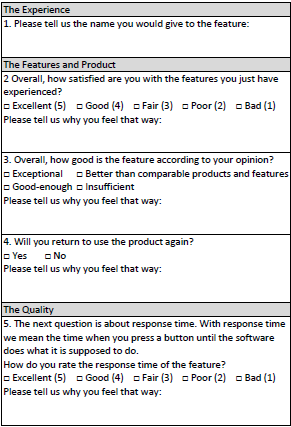 The Experience
1. Please tell us the name you would give to the feature:
The Features and Product
2 Overall, how satisfied are you with the features you just have
experienced?
□ Excellent (5) □ Good (4) □ Fair (3) □ Poor (2) □ Bad (1)
Please tell us why you feel that way:
3. Overall, how good is the feature according to your opinion?
□ Exceptional □ Better than comparable products and features
□ Good-enough □ Insufficient
Please tell us why you feel that way:
4. Will you return to use the product again?
□ Yes □ No
Please tell us why you feel that way:
The Quality
5. The next question is about response time. With response time
we mean the time when you press a button until the software
does what it is supposed to do.
How do you rate the response time of the feature?
□ Excellent (5) □ Good (4) □ Fair (3) □ Poor (2) □ Bad (1)
Please tell us why you feel that way: